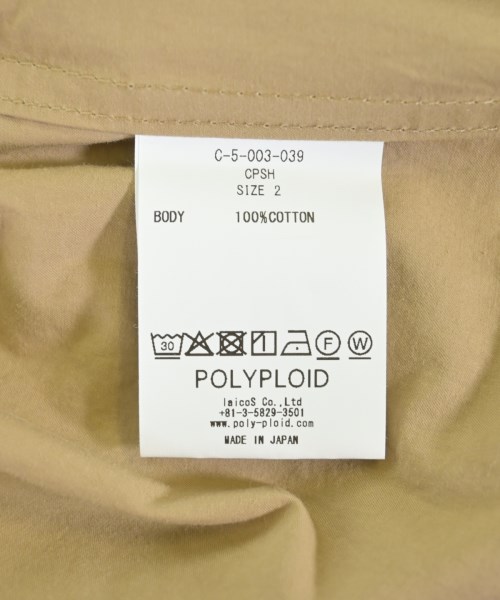 C-5-003-039
CPSH
SIZE 2
BODY 100%COTTON
30 F W
POLYPLOID
IaicoS Co.,Ltd
+81-3-5829-3501
www.poly-ploid.com
MADE IN JAPAN